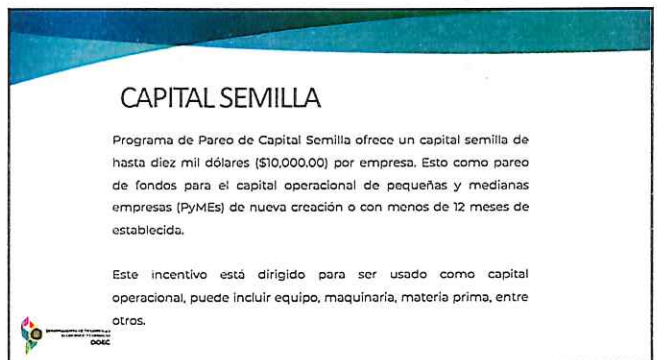 CAPITAL SEMILLA
Programa de Pareo de Capital Semilla ofrece un capital semilla de
hasta diez mil dólares ($10,000.00) por empresa. Esto como pareo
de fondos para el capital operacional de pequeñas y medianas
empresas (PyMEs) de nueva creación o con menos de 12 meses de
establecida.
Este incentivo está dirigido para ser usado como capital
operacional, puede incluir equipo, maquinaria, materia prima, entre
otros.